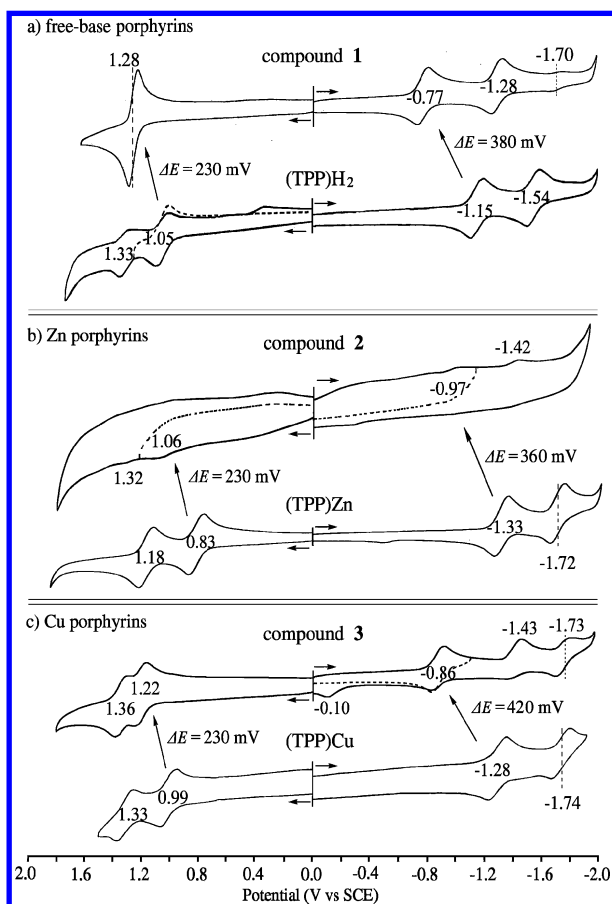 a) free-base porphyrins
compound 1
1.28
-0.77
-1.28
-1.70
ΔE = 230 mV
ΔE = 380 mV
(TPP)H2
1.33
1.05
-1.15
-1.54
b) Zn porphyrins
compound 2
-1.42
-0.97
1.06
1.32
ΔE = 230 mV
ΔE = 360 mV
(TPP)Zn
1.18
0.83
-1.33
-1.72
c) Cu porphyrins
compound 3
-1.43
-1.73
1.22
1.36
-0.86
-0.10
ΔE = 230 mV
ΔE = 420 mV
(TPP)Cu
1.33
0.99
-1.28
-1.74
2.0 1.6 1.2 0.8 0.4 0.0 -0.4 -0.8 -1.2 -1.6 -2.0
Potential (V vs SCE)